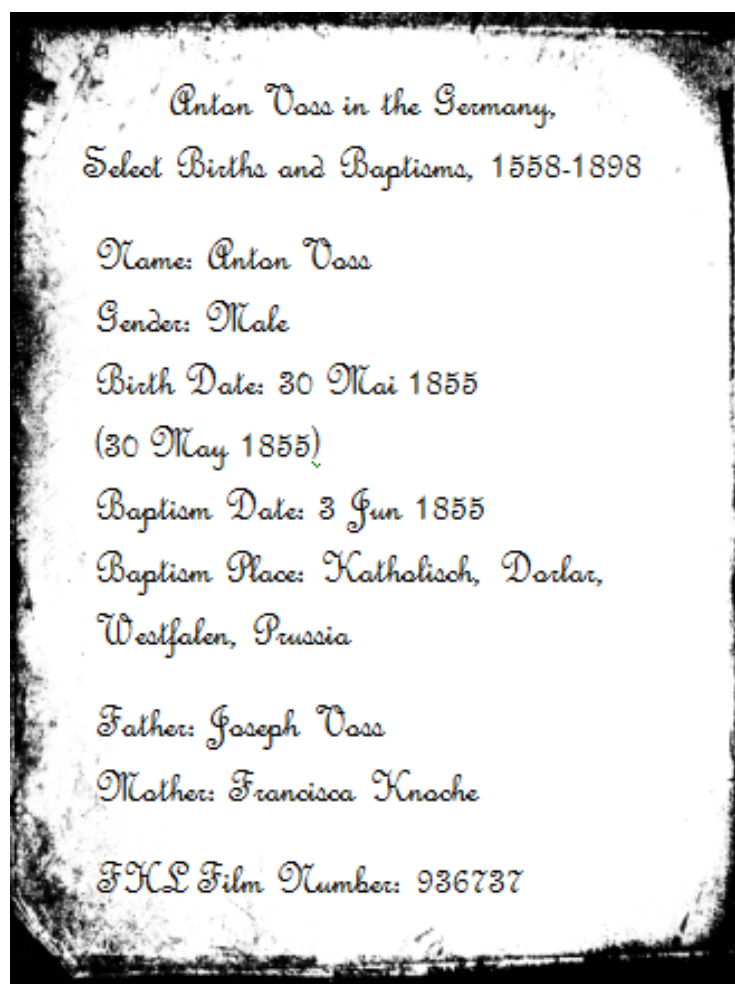 Anton Voss in the Germany,
Select Births and Baptisms, 1558-1898
Name: Anton Voss
Gender: Male
Birth Date: 30 Mai 1855
(30 May 1855)
Baptism Date: 3 Jun 1855
Baptism Place: Katholisch, Dorlar,
Westfalen, Prussia
Father: Joseph Voss
Mother: Francisca Knoche
FHL Film Number: 936737